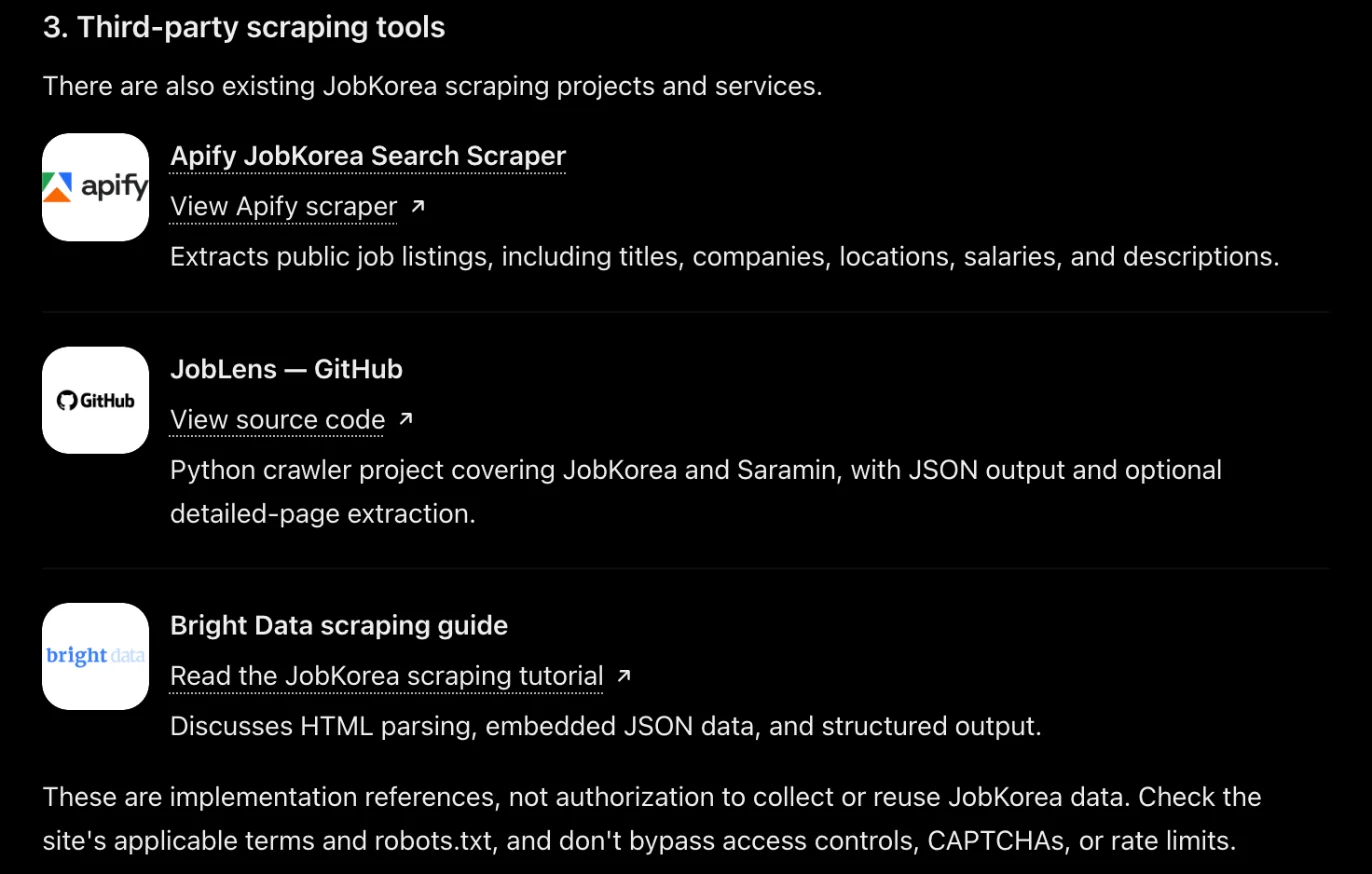 3. Third-party scraping tools
There are also existing JobKorea scraping projects and services.
apify
Apify JobKorea Search Scraper
View Apify scraper ↗
Extracts public job listings, including titles, companies, locations, salaries, and descriptions.
GitHub
JobLens — GitHub
View source code ↗
Python crawler project covering JobKorea and Saramin, with JSON output and optional
detailed-page extraction.
bright data
Bright Data scraping guide
Read the JobKorea scraping tutorial ↗
Discusses HTML parsing, embedded JSON data, and structured output.
These are implementation references, not authorization to collect or reuse JobKorea data. Check the
site's applicable terms and robots.txt, and don't bypass access controls, CAPTCHAs, or rate limits.